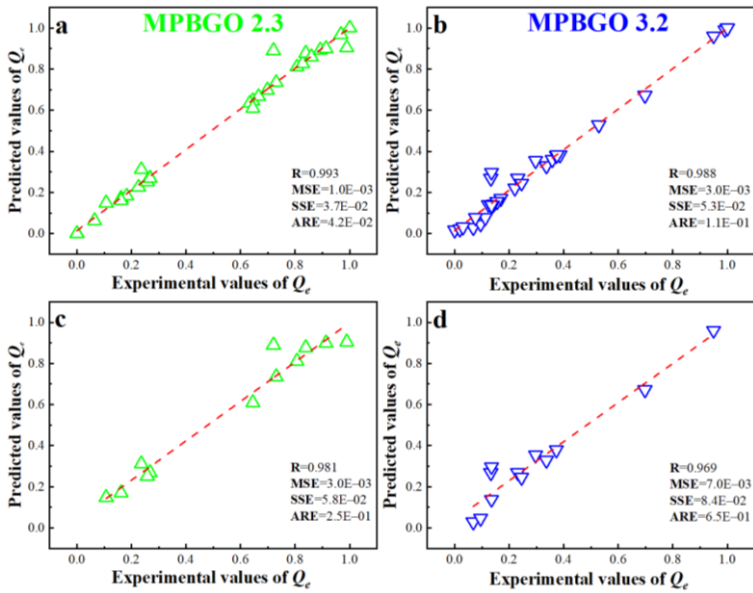 a MPBGO 2.3
Predicted values of Qe
1.0
0.8
0.6
0.4
0.2
0.0
R=0.993
MSE=1.0E−03
SSE=3.7E−02
ARE=4.2E−02
0.0 0.2 0.4 0.6 0.8 1.0
Experimental values of Qe
b MPBGO 3.2
Predicted values of Qe
1.0
0.8
0.6
0.4
0.2
0.0
R=0.988
MSE=3.0E−03
SSE=5.3E−02
ARE=1.1E−01
0.0 0.2 0.4 0.6 0.8 1.0
Experimental values of Qe
c
Predicted values of Qe
1.0
0.8
0.6
0.4
0.2
0.0
R=0.981
MSE=3.0E−03
SSE=5.8E−02
ARE=2.5E−01
0.0 0.2 0.4 0.6 0.8 1.0
Experimental values of Qe
d
Predicted values of Qe
1.0
0.8
0.6
0.4
0.2
0.0
R=0.969
MSE=7.0E−03
SSE=8.4E−02
ARE=6.5E−01
0.0 0.2 0.4 0.6 0.8 1.0
Experimental values of Qe